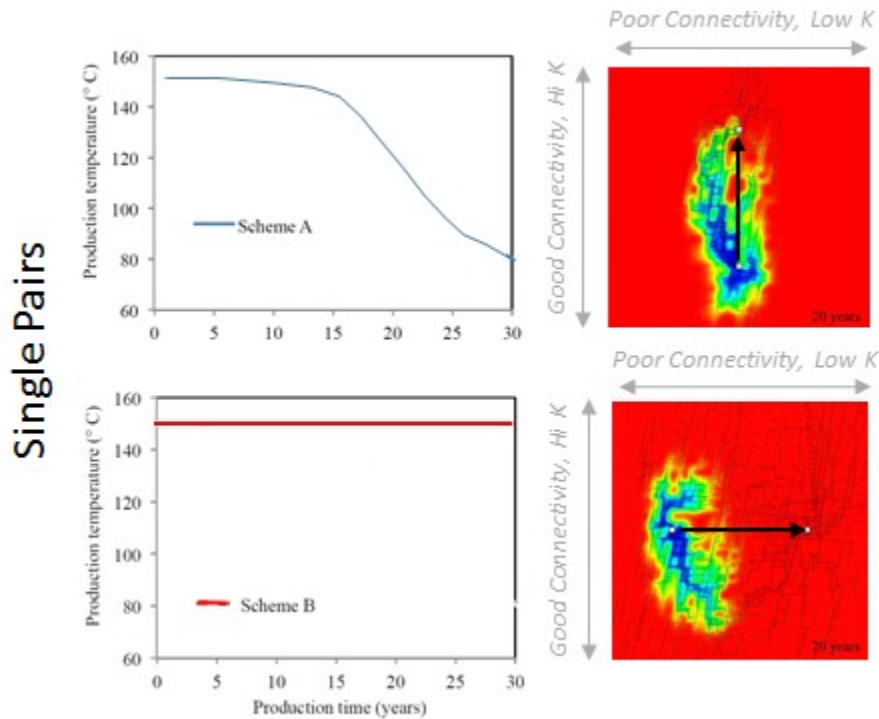 Single Pairs
Production temperature (° C)
160
140
120
100
80
60
0 5 10 15 20 25 30
Scheme A
Poor Connectivity, Low K
Good Connectivity, Hi K
20 years
Production temperature (° C)
160
140
120
100
80
60
0 5 10 15 20 25 30
Scheme B
Production time (years)
Poor Connectivity, Low K
Good Connectivity, Hi K
20 years